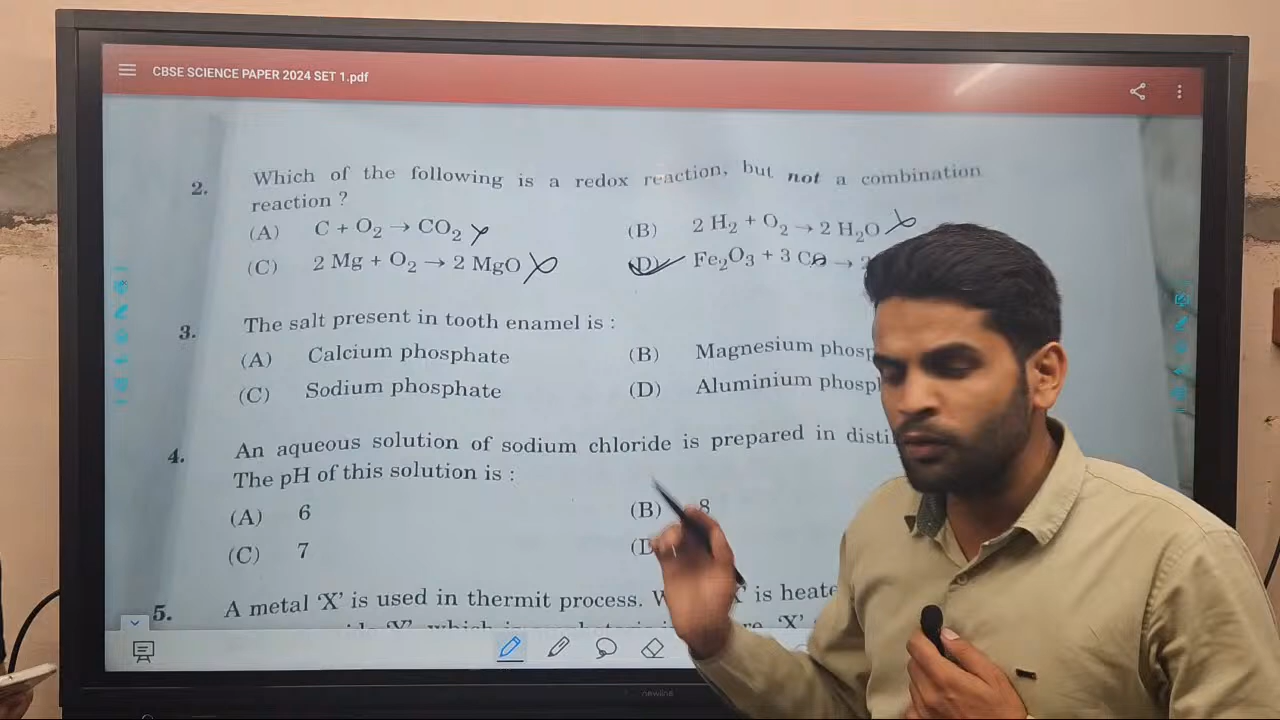 CBSE SCIENCE PAPER 2024 SET 1.pdf
2. Which of the following is a redox reaction, but not a combination
reaction ?
(A) C + O₂ → CO₂ (B) 2 H₂ + O₂ → 2 H₂O
(C) 2 Mg + O₂ → 2 MgO (D) Fe₂O₃ + 3 CO →
3. The salt present in tooth enamel is :
(A) Calcium phosphate (B) Magnesium
(C) Sodium phosphate (D) Aluminium
4. An aqueous solution of sodium chloride is prepared in
The pH of this solution is :
(A) 6 (B) 8
(C) 7
5. A metal 'X' is used in thermit process. is
newline